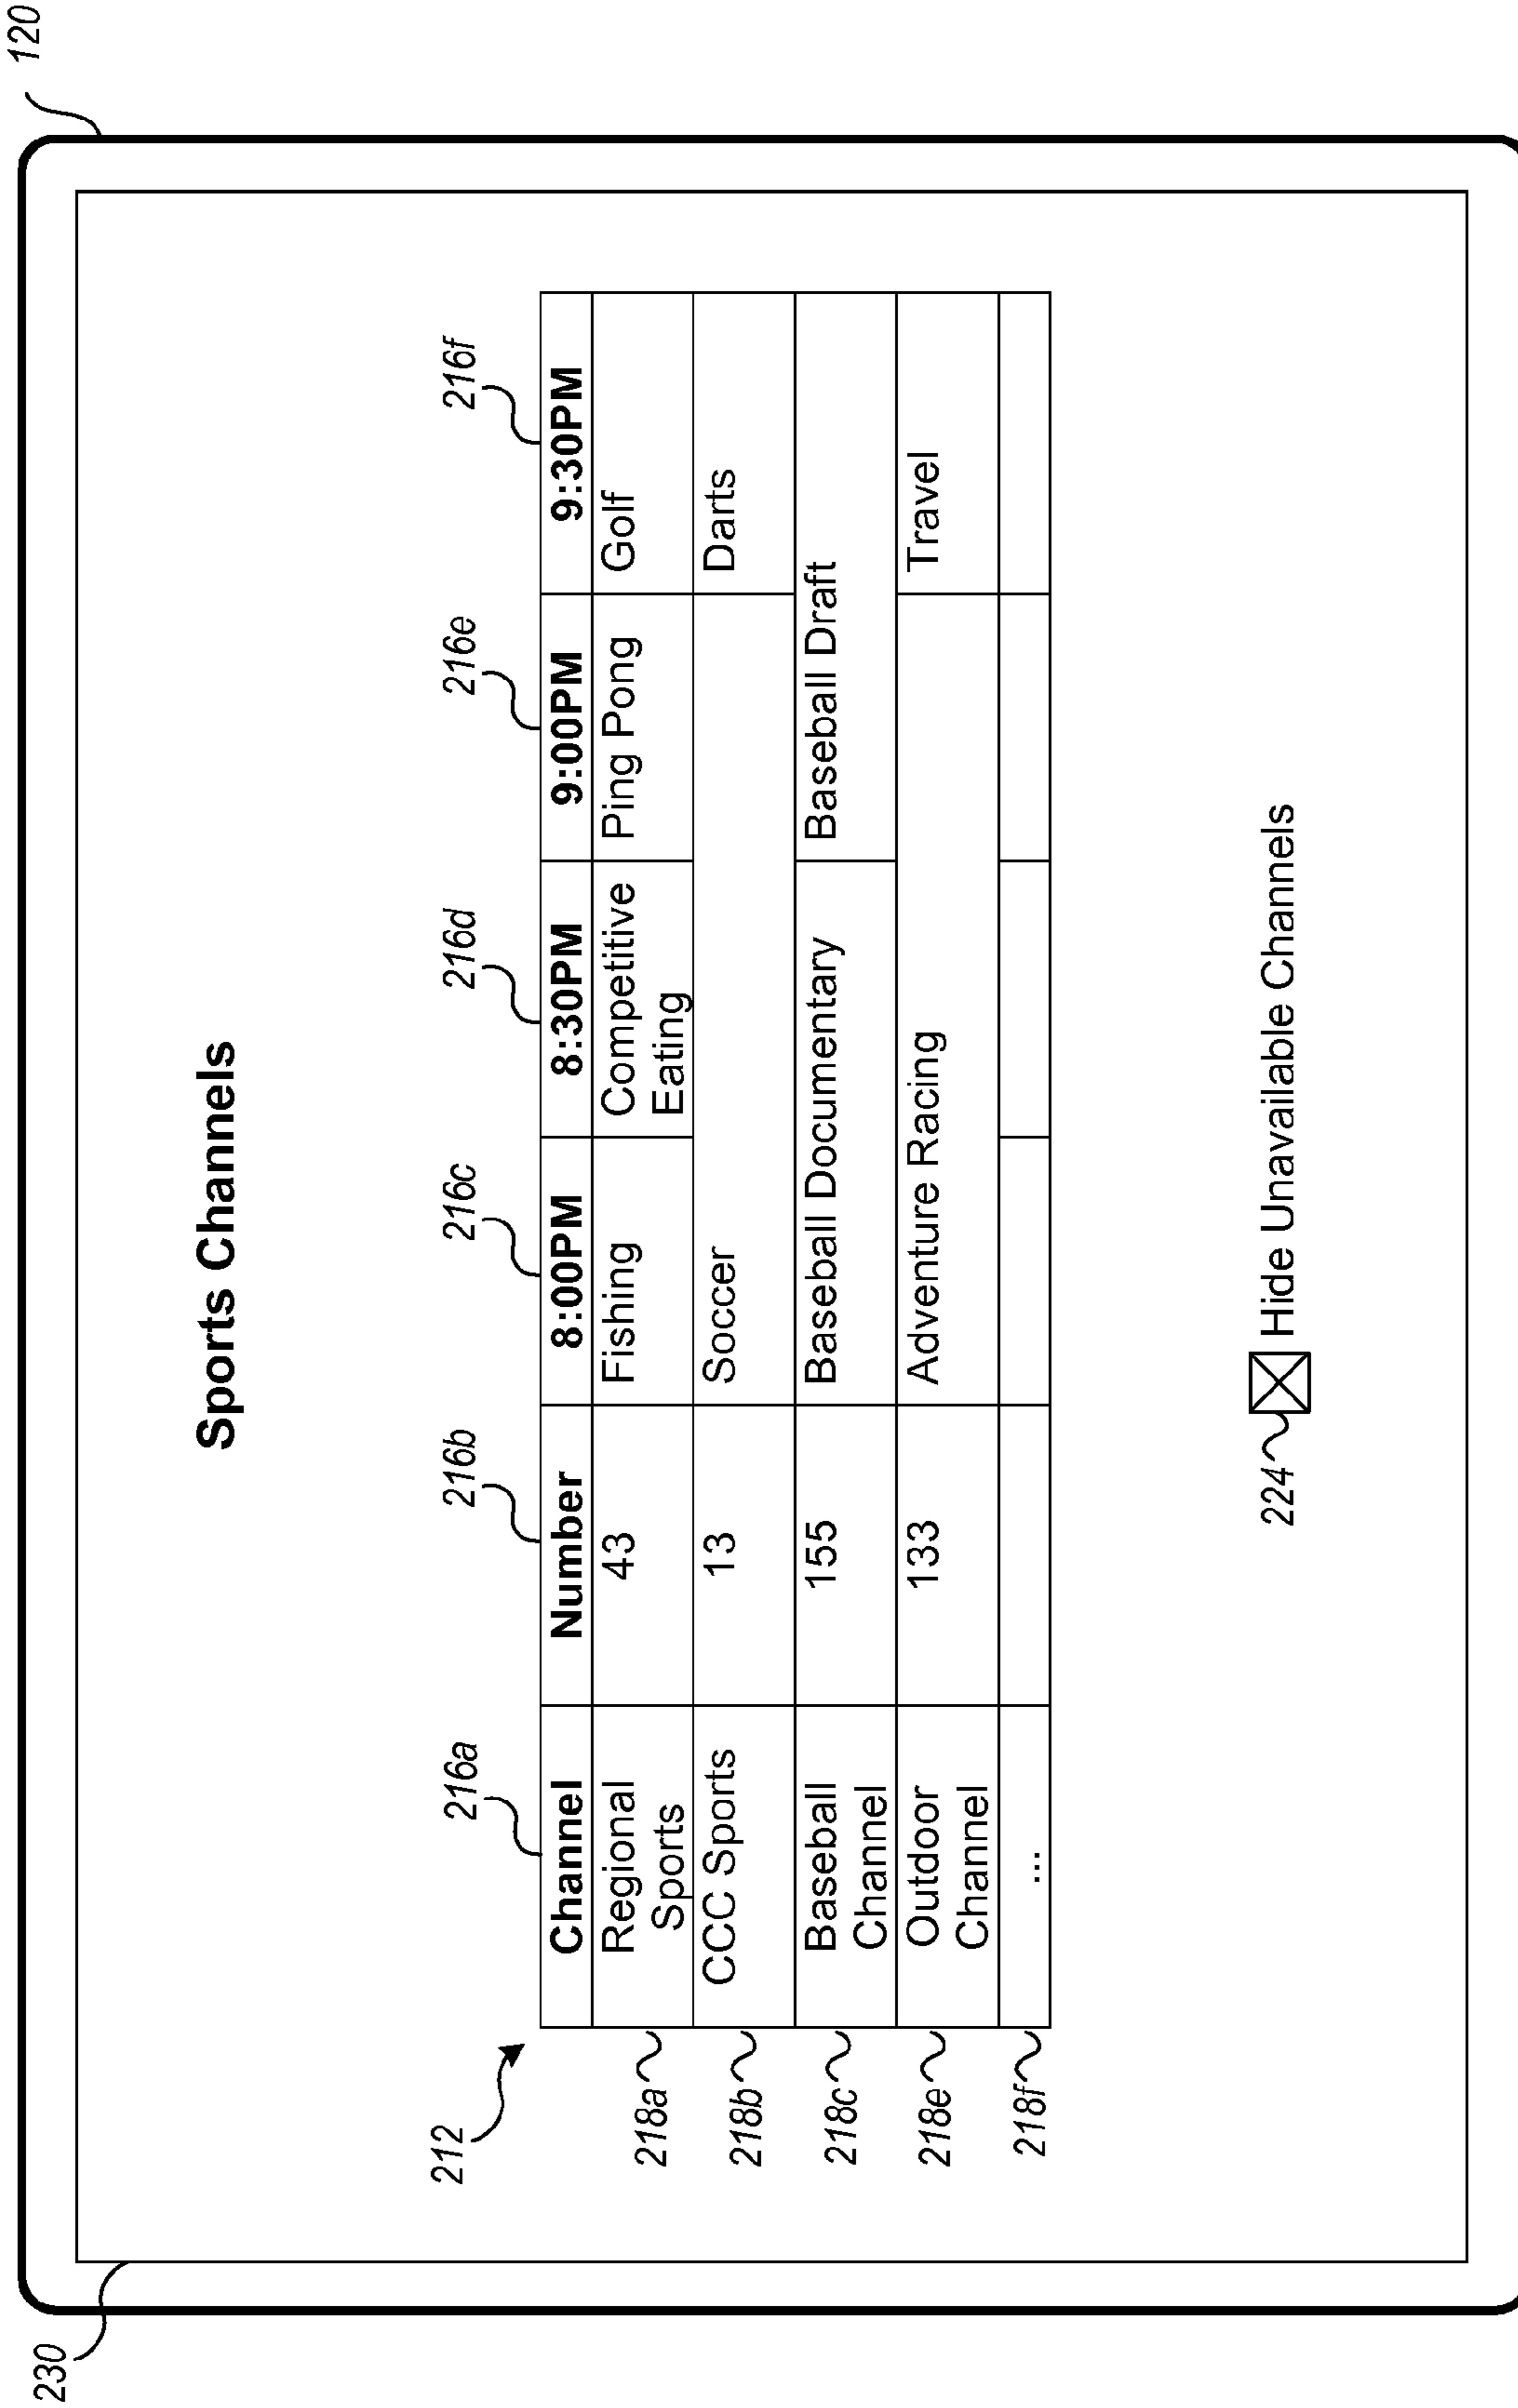 120
230
Sports Channels
212
216a 216b 216c 216d 216e 216f
Channel Number 8:00PM 8:30PM 9:00PM 9:30PM
218a Regional 43 Fishing Competitive Ping Pong Golf
Sports Eating
218b CCC Sports 13 Soccer Darts
218c Baseball 155 Baseball Documentary Baseball Draft
Channel
218e Outdoor 133 Adventure Racing Travel
Channel
218f ...
224 Hide Unavailable Channels